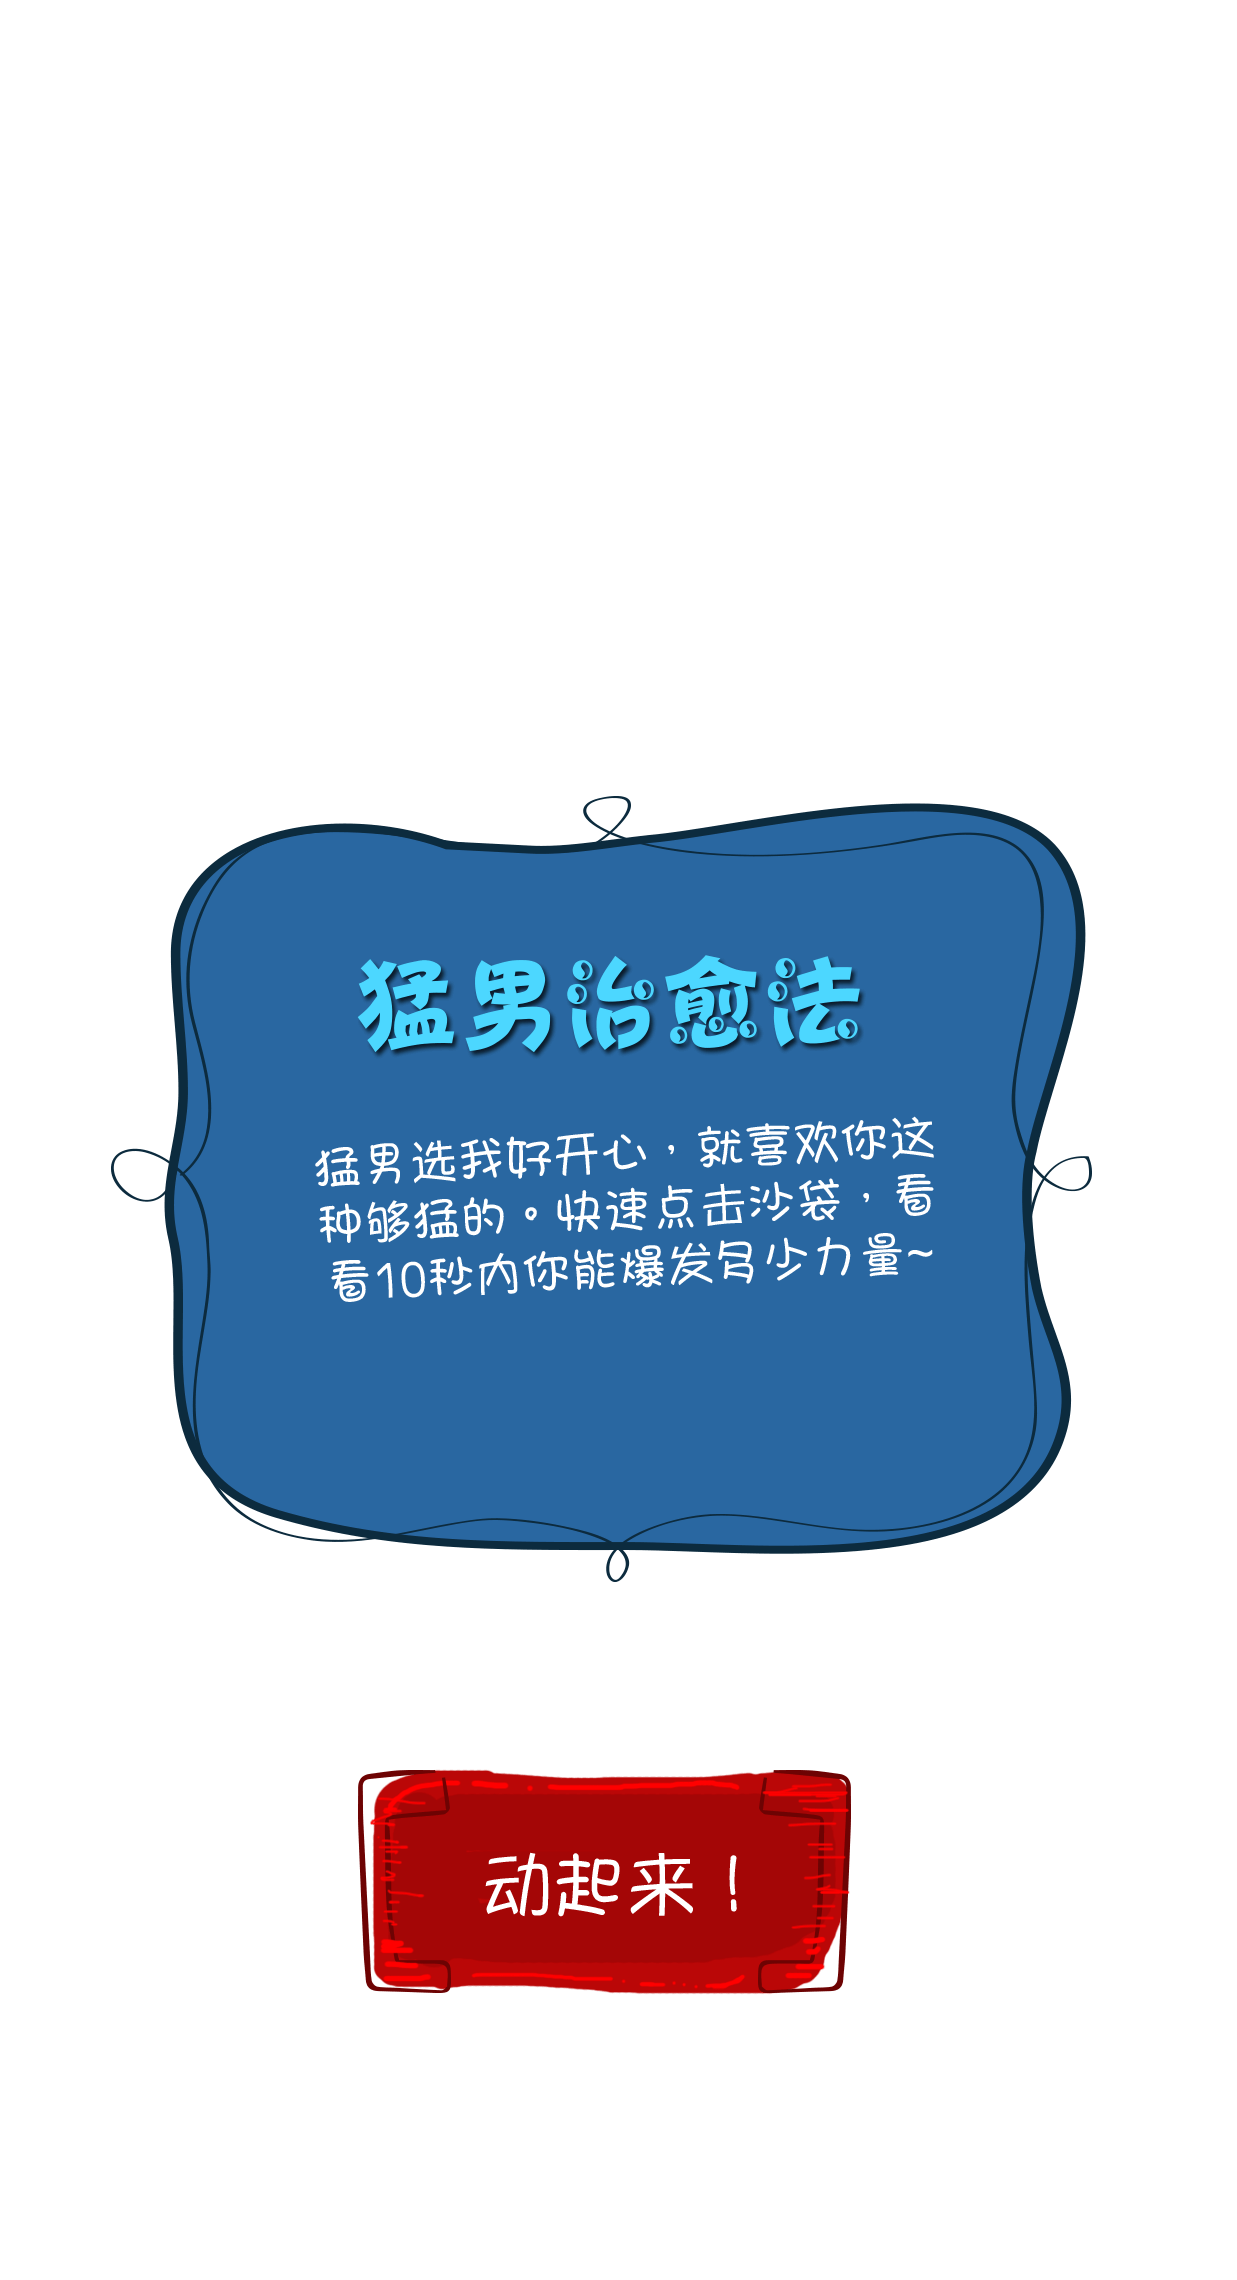 猛男治愈法
猛男选我好开心，就喜欢你这
种够猛的。快速点击沙袋，看
看10秒内你能爆发多少力量~
动起来！